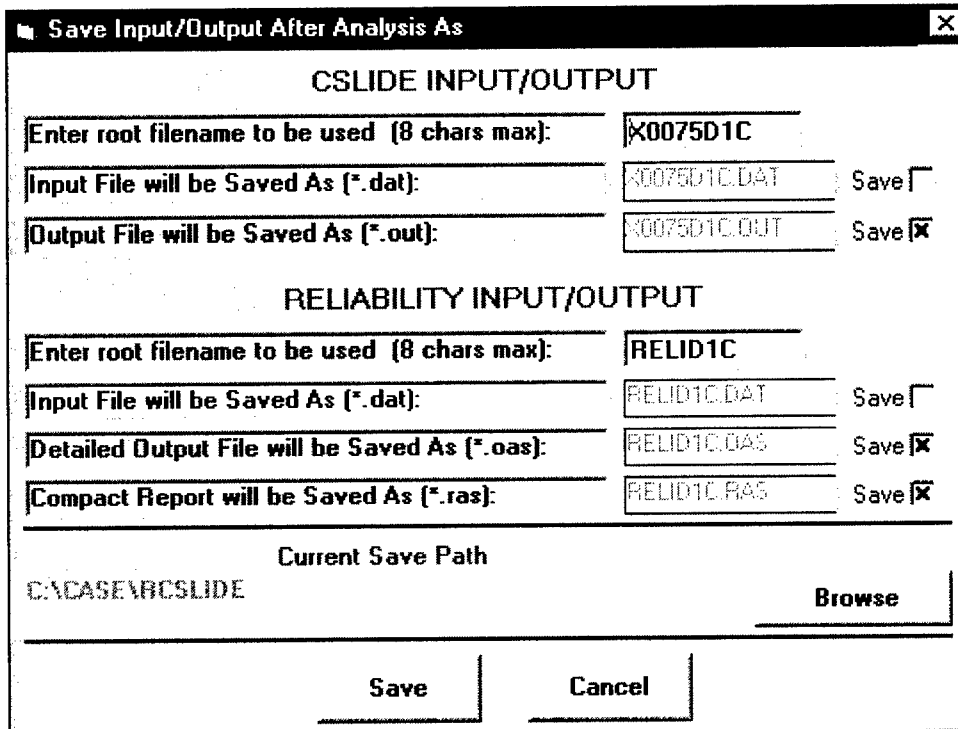 Save Input/Output After Analysis As
CSLIDE INPUT/OUTPUT
Enter root filename to be used (8 chars max): X0075D1C
Input File will be Saved As (*.dat): X0075D1C.DAT Save
Output File will be Saved As (*.out): X0075D1C.OUT Save
RELIABILITY INPUT/OUTPUT
Enter root filename to be used (8 chars max): RELID1C
Input File will be Saved As (*.dat): RELID1C.DAT Save
Detailed Output File will be Saved As (*.oas): RELID1C.OAS Save
Compact Report will be Saved As (*.ras): RELID1C.RAS Save
Current Save Path
C:\CASE\RCSLIDE
Browse
Save Cancel